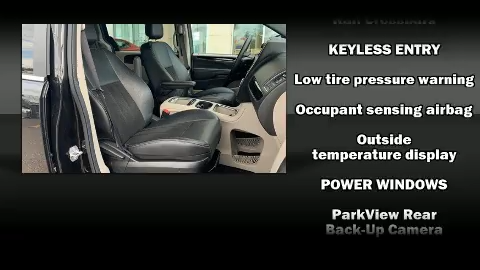 KEYLESS ENTRY
Low tire pressure warning
Occupant sensing airbag
Outside
temperature display
POWER WINDOWS
ParkView Rear
Back-Up Camera